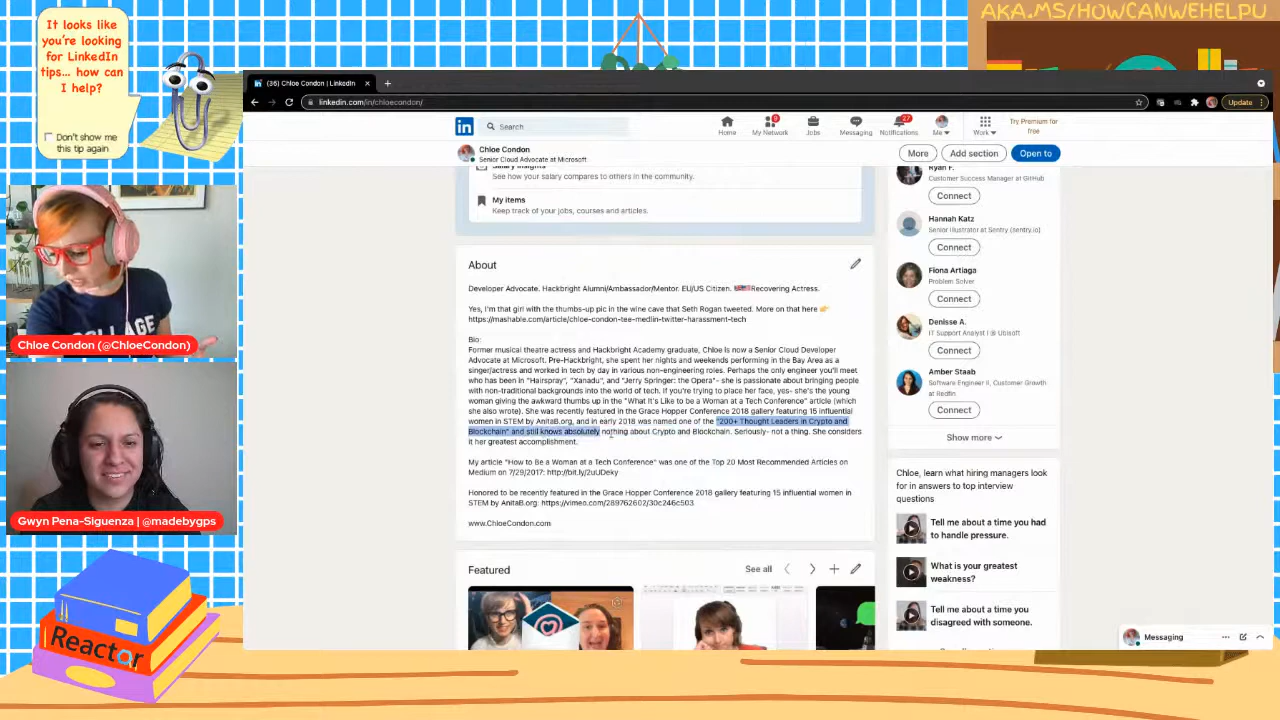 AKA.MS/HOWCANWEHELPU
It looks like
you're looking
for LinkedIn
tips... how can
I help?
Don't show me
this tip again
Chloe Condon (@ChloeCondon)
Gwyn Pena-Siguenza | @madebygps
Reactor
(36) Chloe Condon | LinkedIn
linkedin.com/in/chloecondon/
Update
in
Search
9
27
Home
My Network
Jobs
Messaging
Notifications
Me
Work
Try Premium for
free
Chloe Condon
Senior Cloud Advocate at Microsoft
More
Add section
Open to
Salary insights
See how your salary compares to others in the community.
My items
Keep track of your jobs, courses and articles.
About
Developer Advocate. Hackbright Alumni/Ambassador/Mentor. EU/US Citizen. 🇺🇸Recovering Actress.
Yes, I'm that girl with the thumbs-up pic in the wine cave that Seth Rogan tweeted. More on that here 👉
https://mashable.com/article/chloe-condon-tee-medlin-twitter-harassment-tech
Bio:
Former musical theatre actress and Hackbright Academy graduate, Chloe is now a Senior Cloud Developer
Advocate at Microsoft. Pre-Hackbright, she spent her nights and weekends performing in the Bay Area as a
singer/actress and worked in tech by day in various non-engineering roles. Perhaps the only engineer you'll meet
who has been in "Hairspray", "Xanadu", and "Jerry Springer: the Opera"- she is passionate about bringing people
with non-traditional backgrounds into the world of tech. If you're trying to place her face, yes- she's the young
woman giving the awkward thumbs up in the "What It's Like to be a Woman at a Tech Conference" article (which
she also wrote). She was recently featured in the Grace Hopper Conference 2018 gallery featuring 15 influential
women in STEM by AnitaB.org, and in early 2018 was named one of the "200+ Thought Leaders in Crypto and
Blockchain" and still knows absolutely nothing about Crypto and Blockchain. Seriously- not a thing. She considers
it her greatest accomplishment.
My article "How to Be a Woman at a Tech Conference" was one of the Top 20 Most Recommended Articles on
Medium on 7/29/2017: http://bit.ly/2uUDeky
Honored to be recently featured in the Grace Hopper Conference 2018 gallery featuring 15 influential women in
STEM by AnitaB.org: https://vimeo.com/289762602/30c246c503
www.ChloeCondon.com
Featured
See all
Ryan F.
Customer Success Manager at GitHub
Connect
Hannah Katz
Senior Illustrator at Sentry (sentry.io)
Connect
Fiona Artiaga
Problem Solver
Connect
Denisse A.
IT Support Analyst I @ Ubisoft
Connect
Amber Staab
Software Engineer II, Customer Growth
at Redfin
Connect
Show more
Chloe, learn what hiring managers look
for in answers to top interview
questions
Tell me about a time you had
to handle pressure.
What is your greatest
weakness?
Tell me about a time you
disagreed with someone.
Messaging